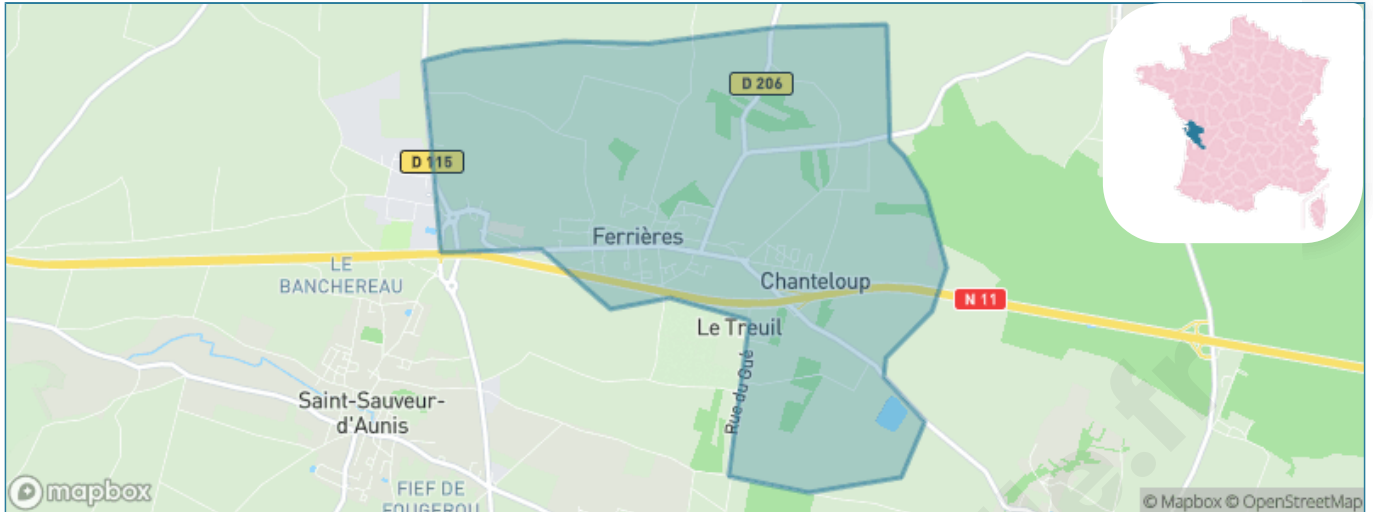 D 206
D 115
Ferrières
LE
BANCHEREAU
Chanteloup
N 11
Le Treuil
Rue du Gué
Saint-Sauveur-
d'Aunis
FIEF DE
FOUGEROU
mapbox
© Mapbox © OpenStreetMap